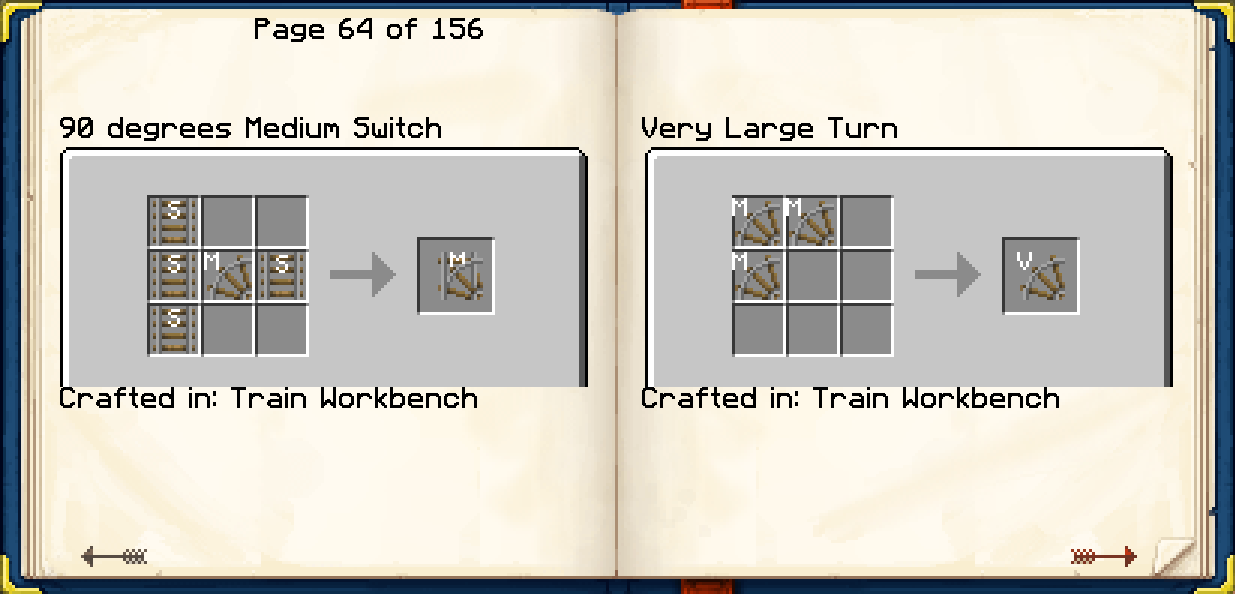 Page 64 of 156
90 degrees Medium Switch
S
S M S
S
M
Crafted in: Train Workbench
Very Large Turn
M M
M
V
Crafted in: Train Workbench